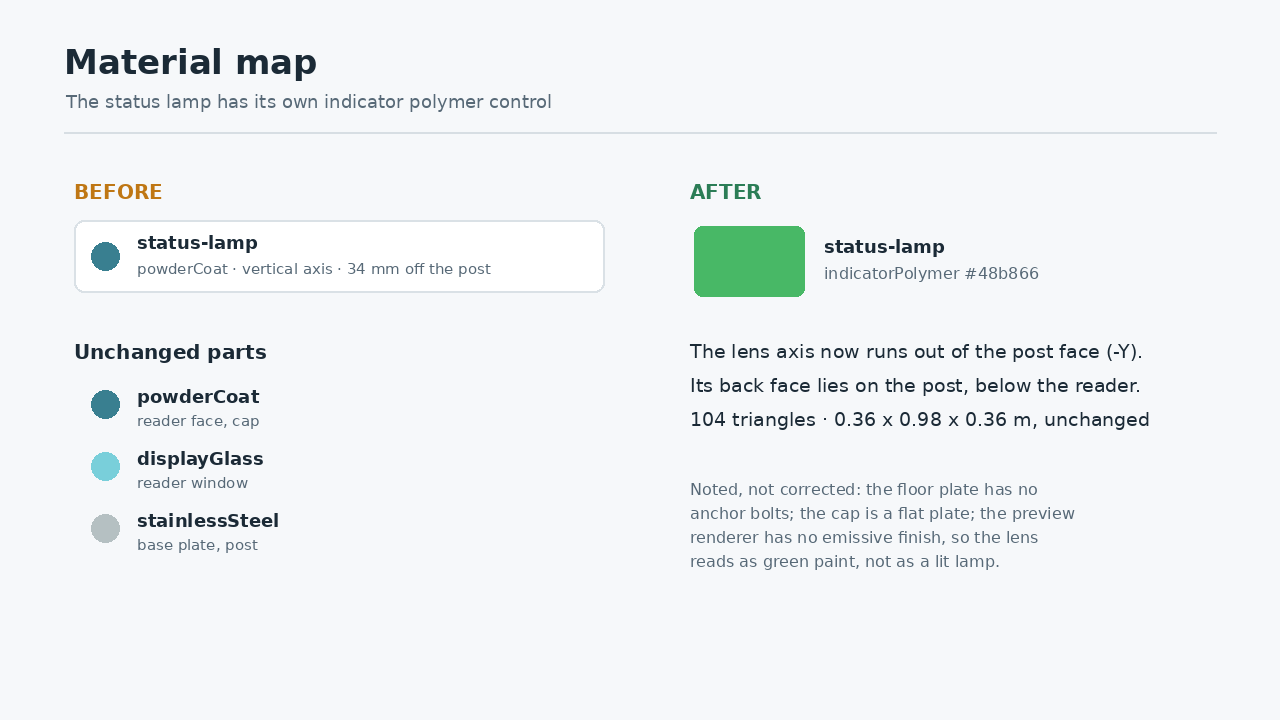 Material map
The status lamp has its own indicator polymer control
BEFORE
status-lamp
powderCoat · vertical axis · 34 mm off the post
Unchanged parts
powderCoat
reader face, cap
displayGlass
reader window
stainlessSteel
base plate, post
AFTER
status-lamp
indicatorPolymer #48b866
The lens axis now runs out of the post face (-Y).
Its back face lies on the post, below the reader.
104 triangles · 0.36 x 0.98 x 0.36 m, unchanged
Noted, not corrected: the floor plate has no
anchor bolts; the cap is a flat plate; the preview
renderer has no emissive finish, so the lens
reads as green paint, not as a lit lamp.